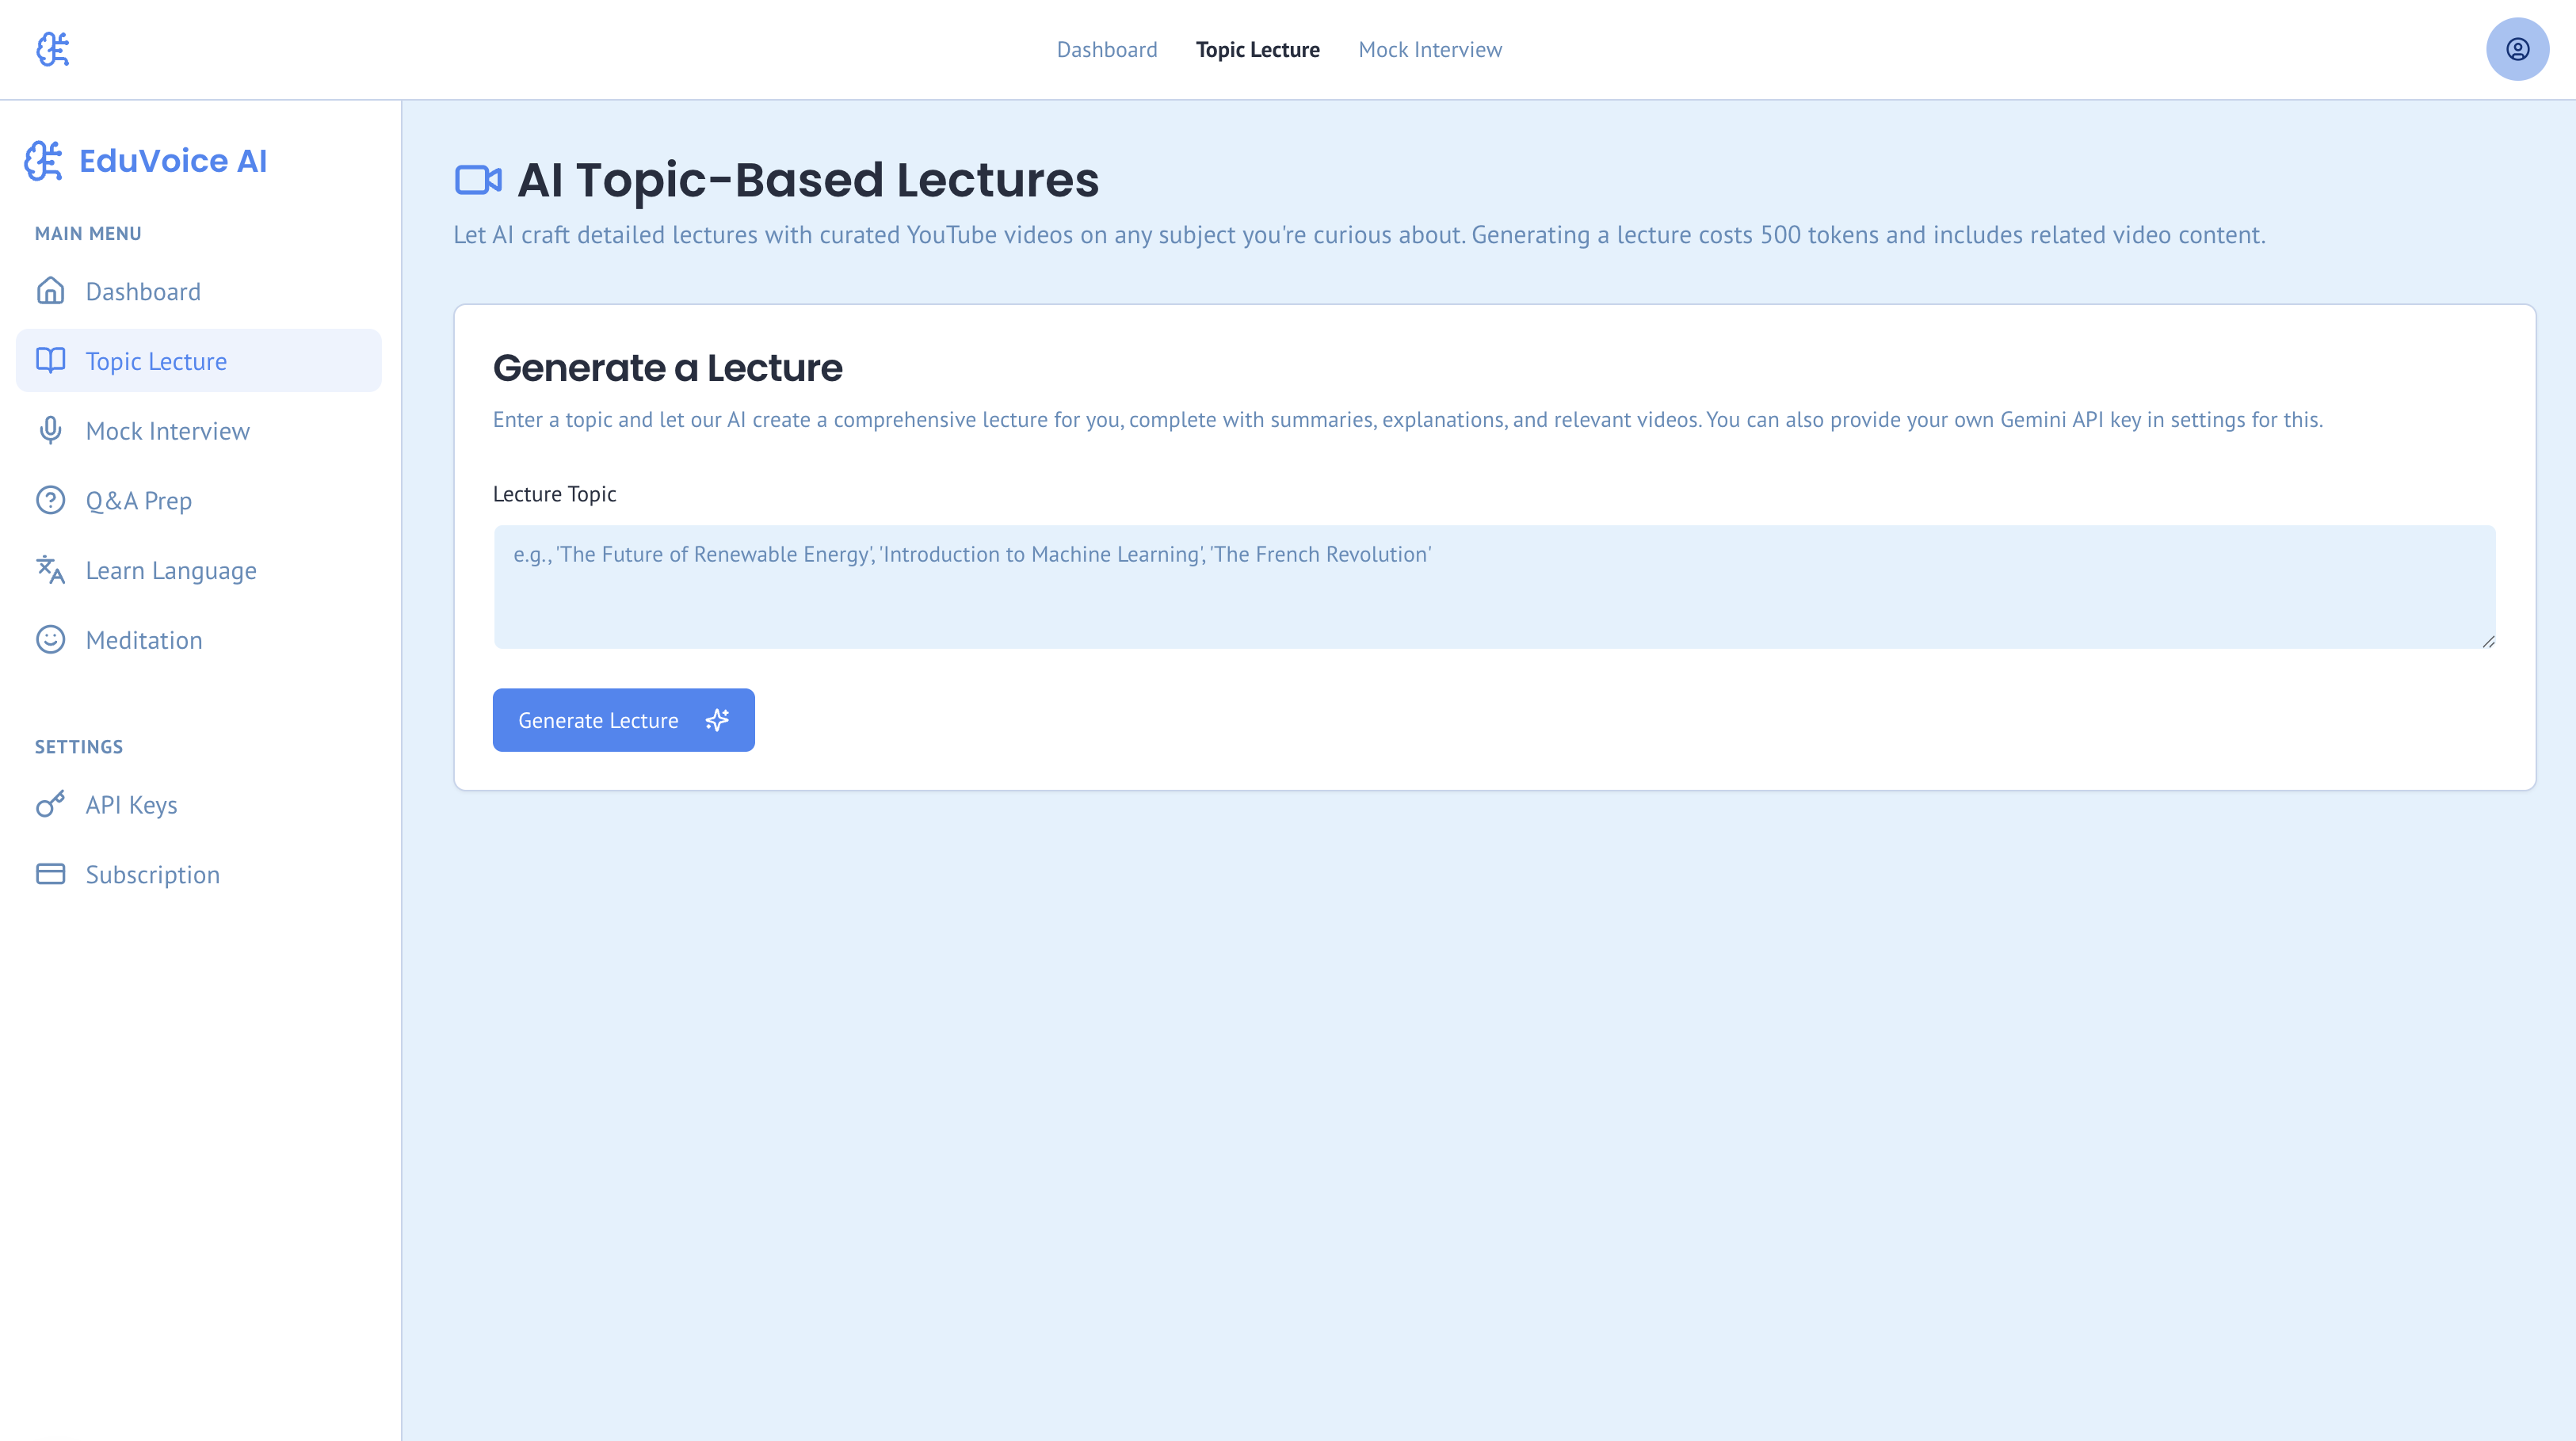 Dashboard Topic Lecture Mock Interview
EduVoice AI
MAIN MENU
Dashboard
Topic Lecture
Mock Interview
Q&A Prep
Learn Language
Meditation
SETTINGS
API Keys
Subscription
AI Topic-Based Lectures
Let AI craft detailed lectures with curated YouTube videos on any subject you're curious about. Generating a lecture costs 500 tokens and includes related video content.
Generate a Lecture
Enter a topic and let our AI create a comprehensive lecture for you, complete with summaries, explanations, and relevant videos. You can also provide your own Gemini API key in settings for this.
Lecture Topic
e.g., 'The Future of Renewable Energy', 'Introduction to Machine Learning', 'The French Revolution'
Generate Lecture